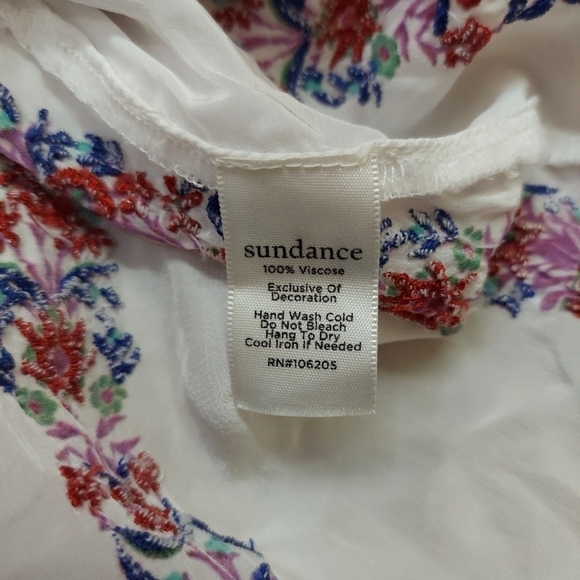 sundance
100% Viscose
Exclusive Of
Decoration
Hand Wash Cold
Do Not Bleach
Hang To Dry
Cool Iron if Needed
RN#106205